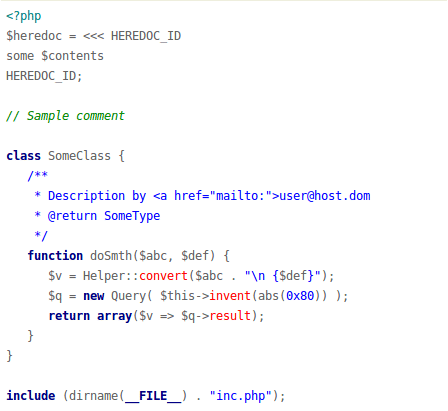 <?php
$heredoc = <<< HEREDOC_ID
some $contents
HEREDOC_ID;
// Sample comment
class SomeClass {
/**
* Description by <a href="mailto:">user@host.dom
* @return SomeType
*/
function doSmth($abc, $def) {
$v = Helper::convert($abc . "\n {$def}");
$q = new Query( $this->invent(abs(0x80)) );
return array($v => $q->result);
}
}
include (dirname(__FILE__) . "inc.php");